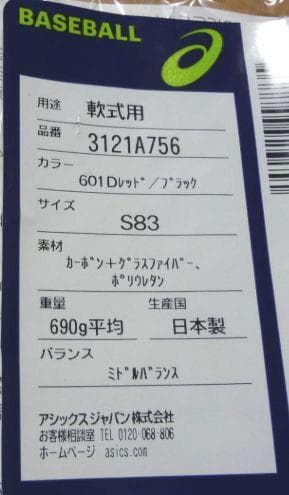 BASEBALL
用途 軟式用
品番 3121A756
カラー
601Dレッド/ブラック
サイズ
S83
素材
カーボン+グラスファイバー、
ポリウレタン
重量 生産国
690g平均 日本製
バランス
ミドルバランス
アシックスジャパン株式会社
お客様相談室 TEL 0120-068-806
ホームページ asics.com